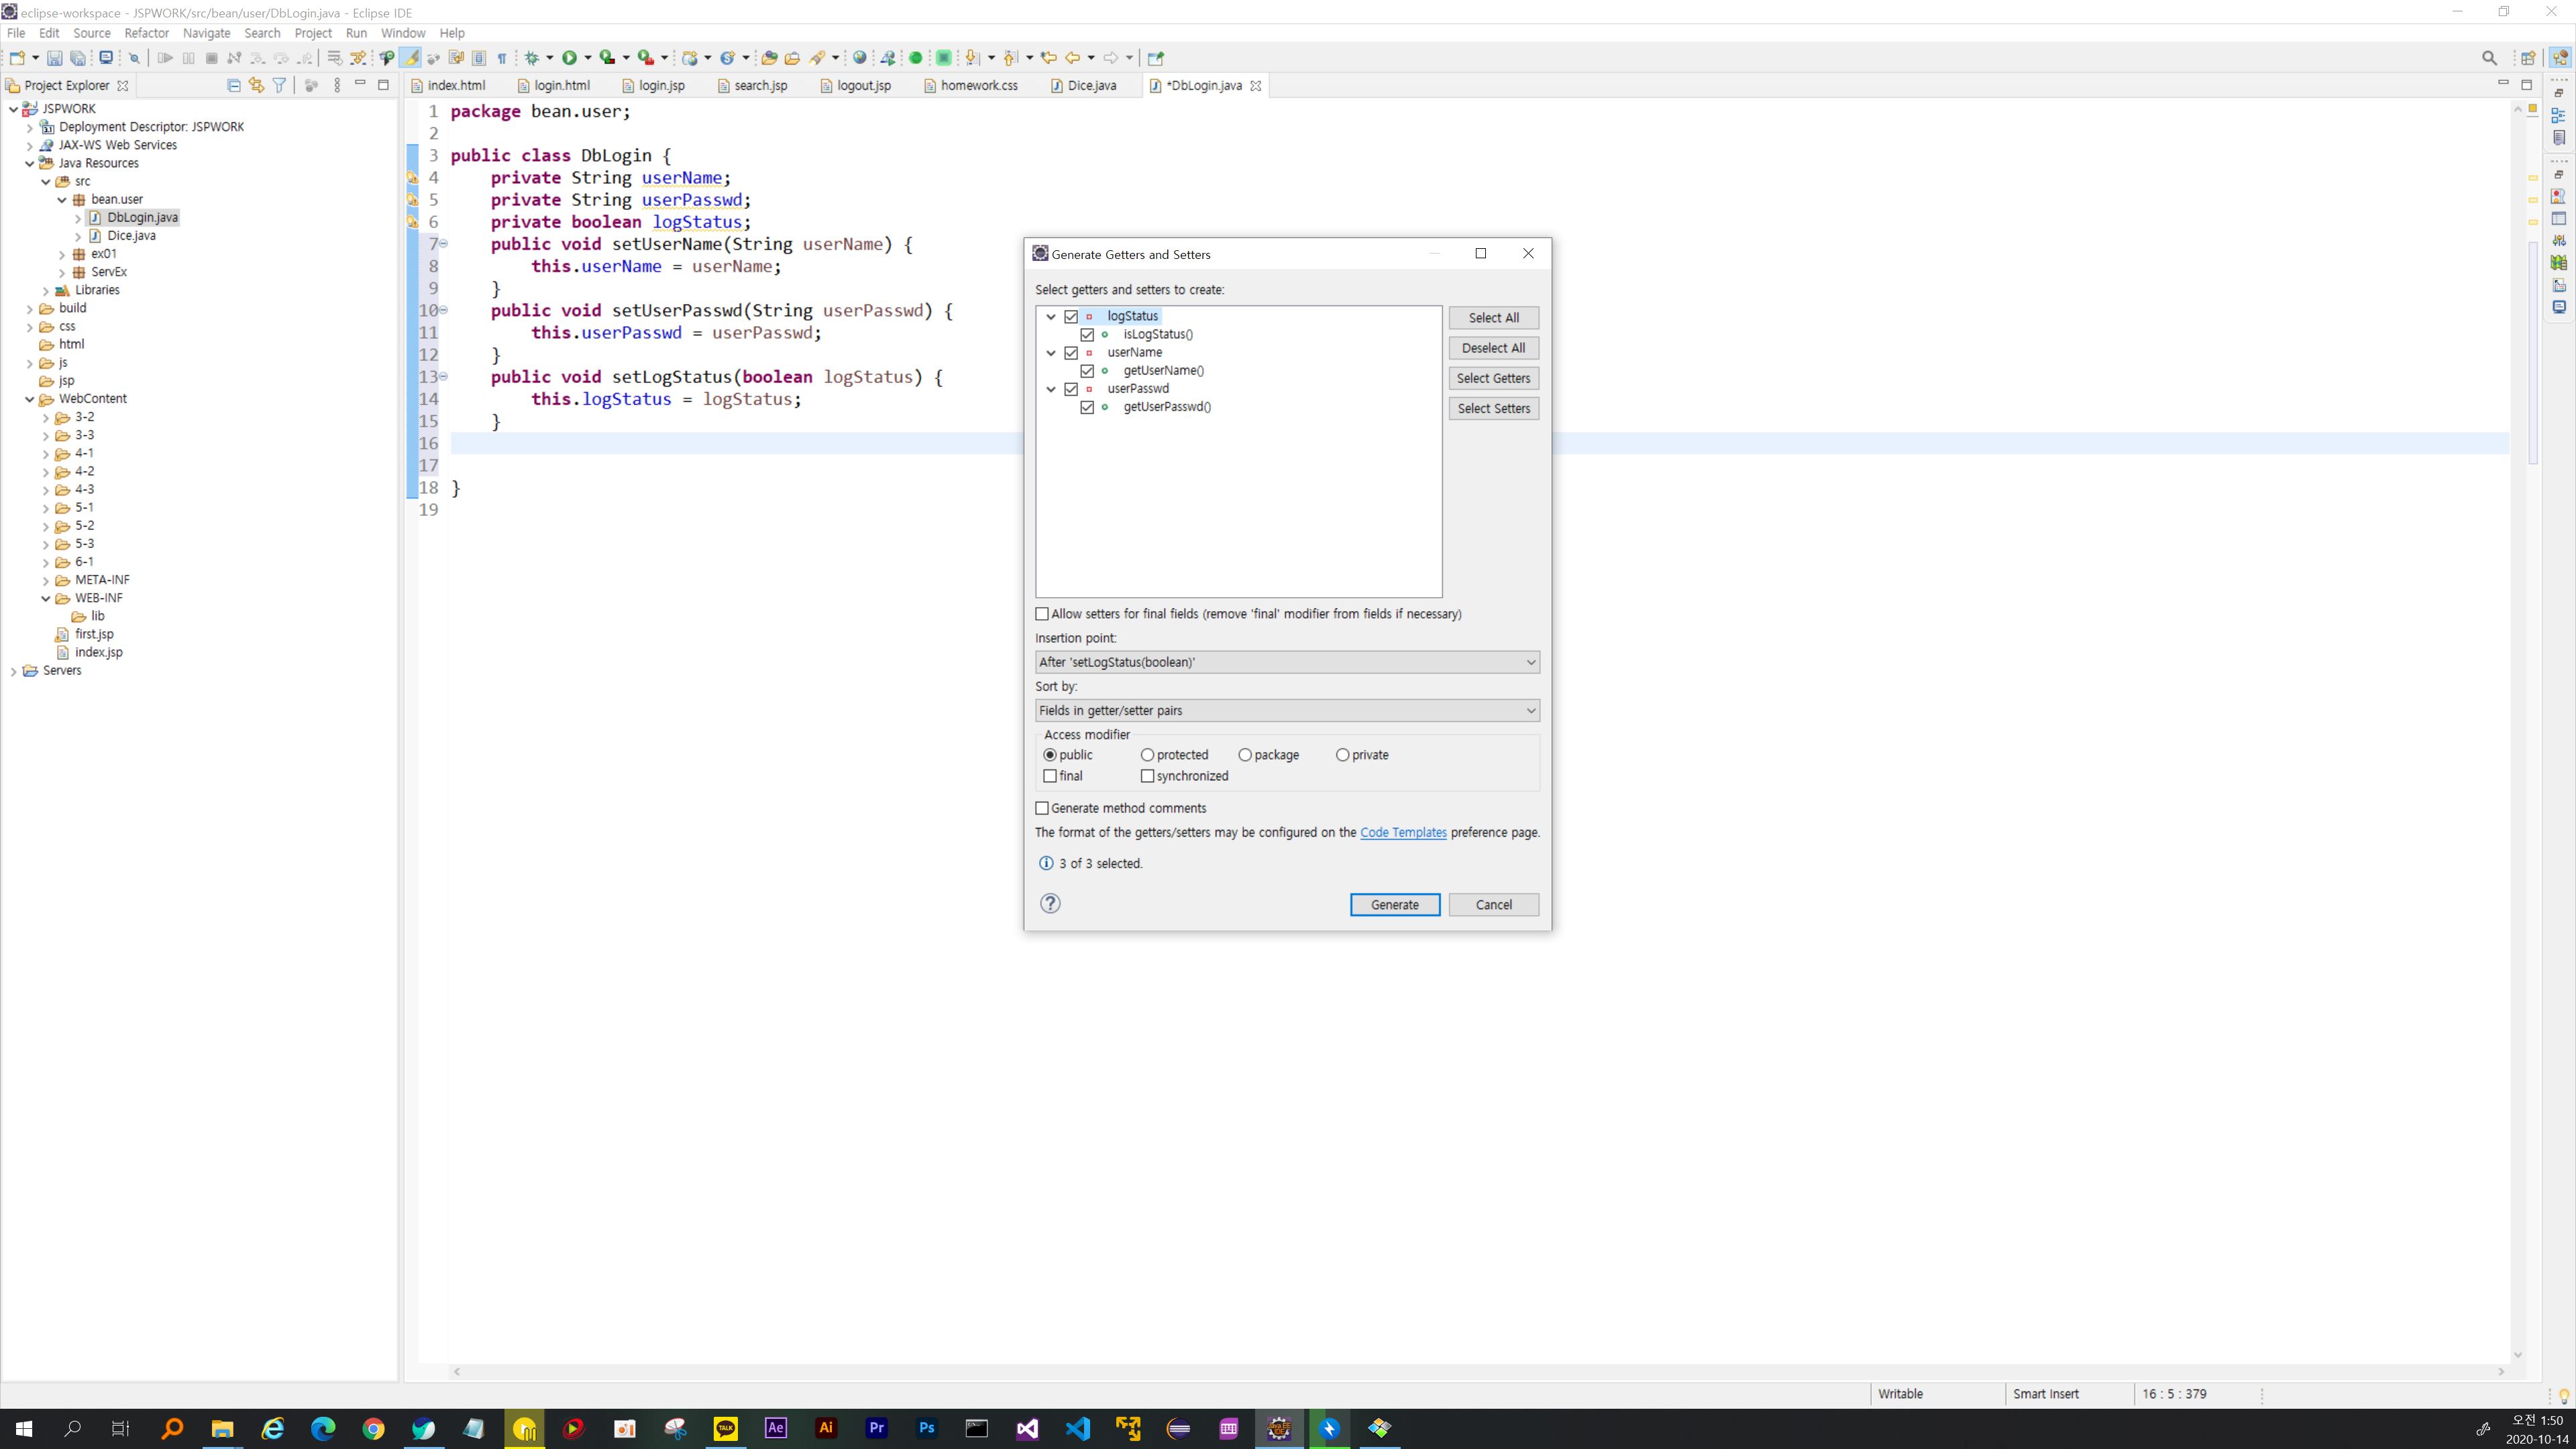 eclipse-workspace - JSPWORK/src/bean/user/DbLogin.java - Eclipse IDE
File Edit Source Refactor Navigate Search Project Run Window Help
Project Explorer
index.html login.html login.jsp search.jsp logout.jsp homework.css Dice.java *DbLogin.java
JSPWORK
Deployment Descriptor: JSPWORK
JAX-WS Web Services
Java Resources
src
bean.user
DbLogin.java
Dice.java
ex01
ServEx
Libraries
build
css
html
js
jsp
WebContent
3-2
3-3
4-1
4-2
4-3
5-1
5-2
5-3
6-1
META-INF
WEB-INF
lib
first.jsp
index.jsp
Servers
1 package bean.user;
2
3 public class DbLogin {
4 private String userName;
5 private String userPasswd;
6 private boolean logStatus;
7 public void setUserName(String userName) {
8 this.userName = userName;
9 }
10 public void setUserPasswd(String userPasswd) {
11 this.userPasswd = userPasswd;
12 }
13 public void setLogStatus(boolean logStatus) {
14 this.logStatus = logStatus;
15 }
16
17
18 }
19
Generate Getters and Setters
Select getters and setters to create:
logStatus
isLogStatus()
userName
getUserName()
userPasswd
getUserPasswd()
Select All
Deselect All
Select Getters
Select Setters
Allow setters for final fields (remove 'final' modifier from fields if necessary)
Insertion point:
After 'setLogStatus(boolean)'
Sort by:
Fields in getter/setter pairs
Access modifier
public protected package private
final synchronized
Generate method comments
The format of the getters/setters may be configured on the Code Templates preference page.
3 of 3 selected.
Generate Cancel
Writable Smart Insert 16 : 5 : 379
TALK Ae Ai Pr Ps
오전 1:50
2020-10-14